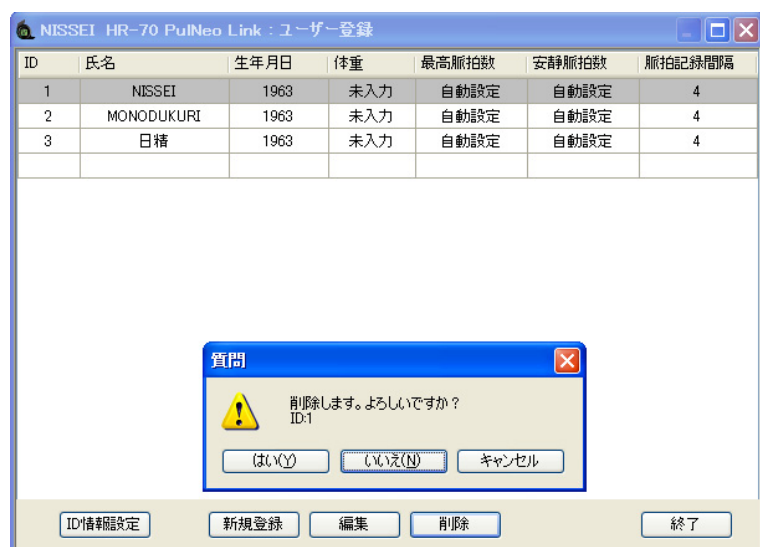 NISSEI HR-70 PulNeo Link：ユーザー登録
ID 氏名 生年月日 体重 最高脈拍数 安静脈拍数 脈拍記録間隔
1 NISSEI 1963 未入力 自動設定 自動設定 4
2 MONODUKURI 1963 未入力 自動設定 自動設定 4
3 日精 1963 未入力 自動設定 自動設定 4
質問
削除します。よろしいですか？
ID:1
はい(Y) いいえ(N) キャンセル
ID情報設定 新規登録 編集 削除 終了